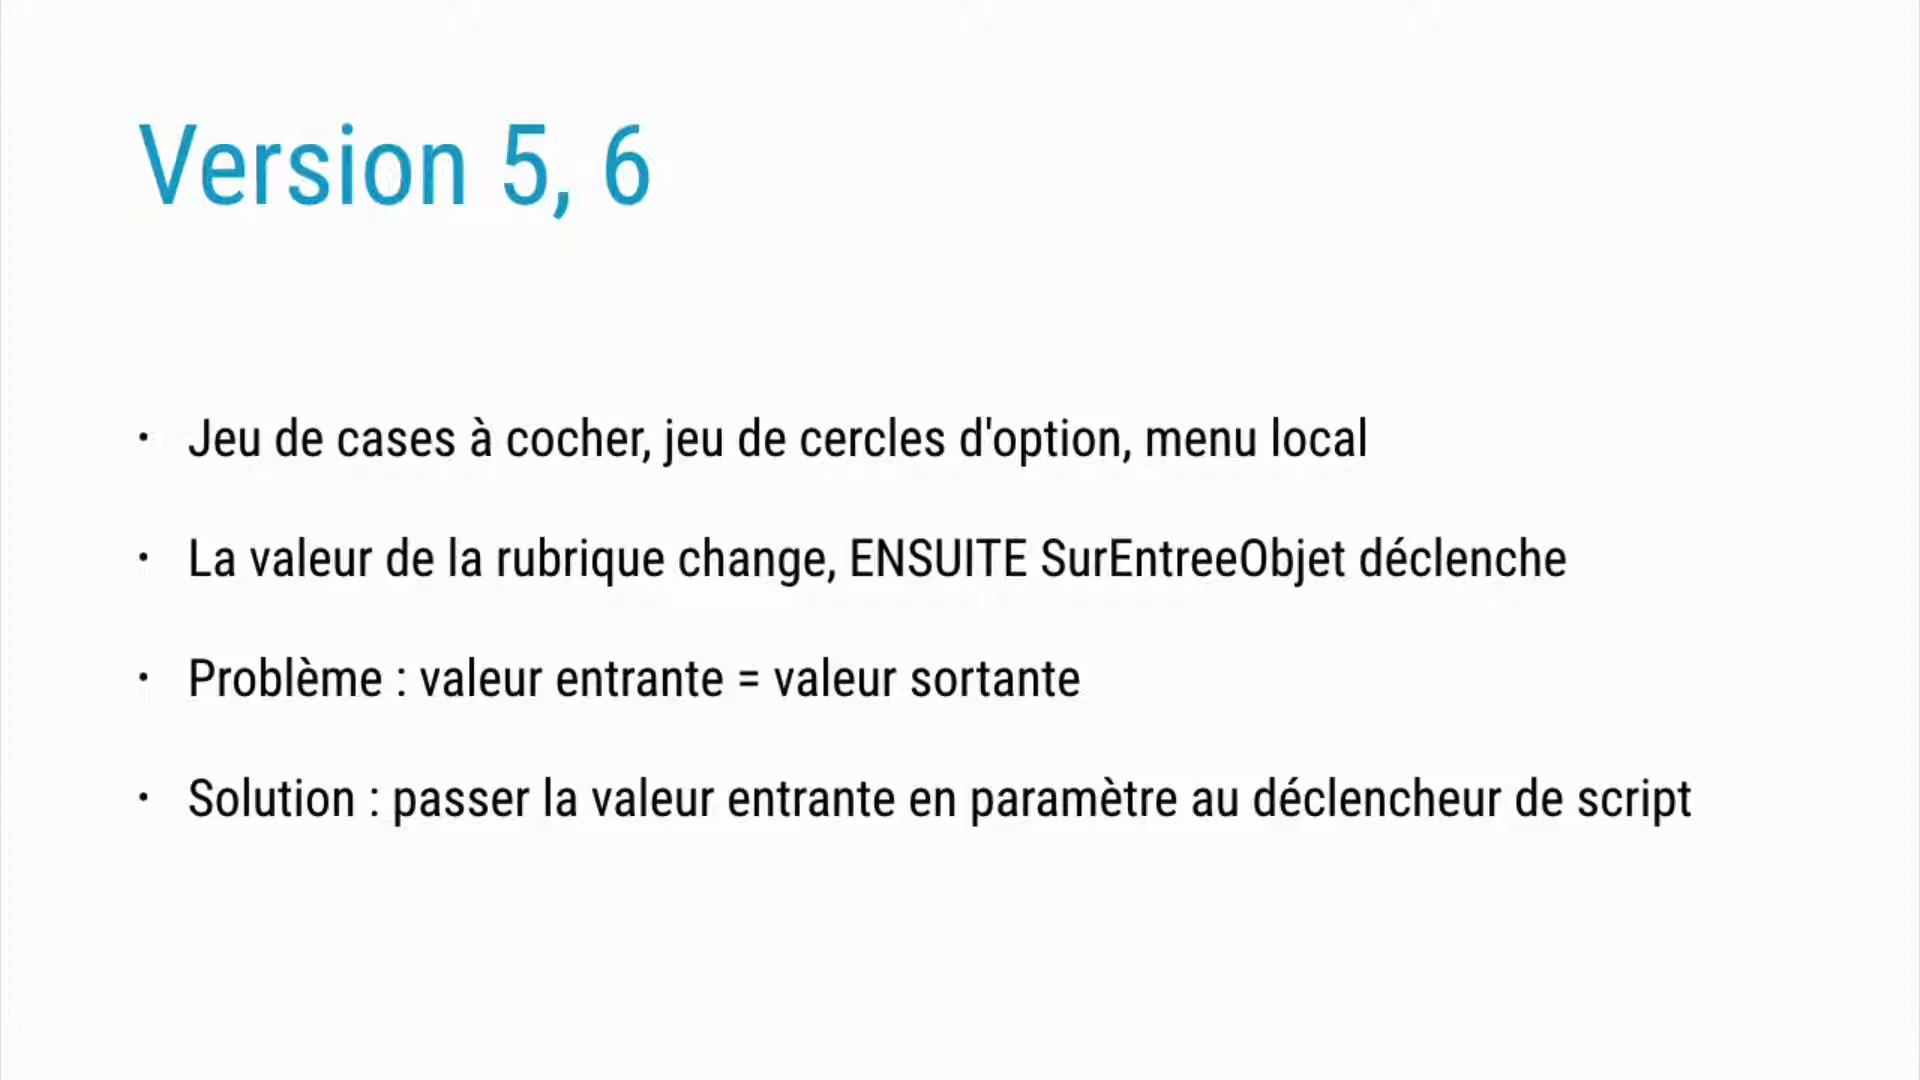 Version 5, 6
· Jeu de cases à cocher, jeu de cercles d'option, menu local
· La valeur de la rubrique change, ENSUITE SurEntreeObjet déclenche
· Problème : valeur entrante = valeur sortante
· Solution : passer la valeur entrante en paramètre au déclencheur de script